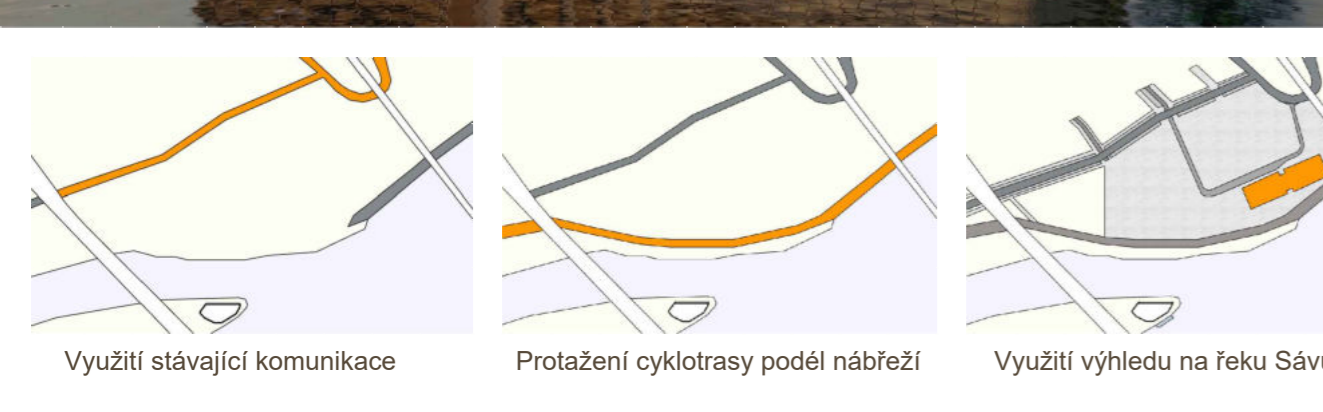 Využití stávající komunikace
Protažení cyklotrasy podél nábřeží
Využití výhledu na řeku